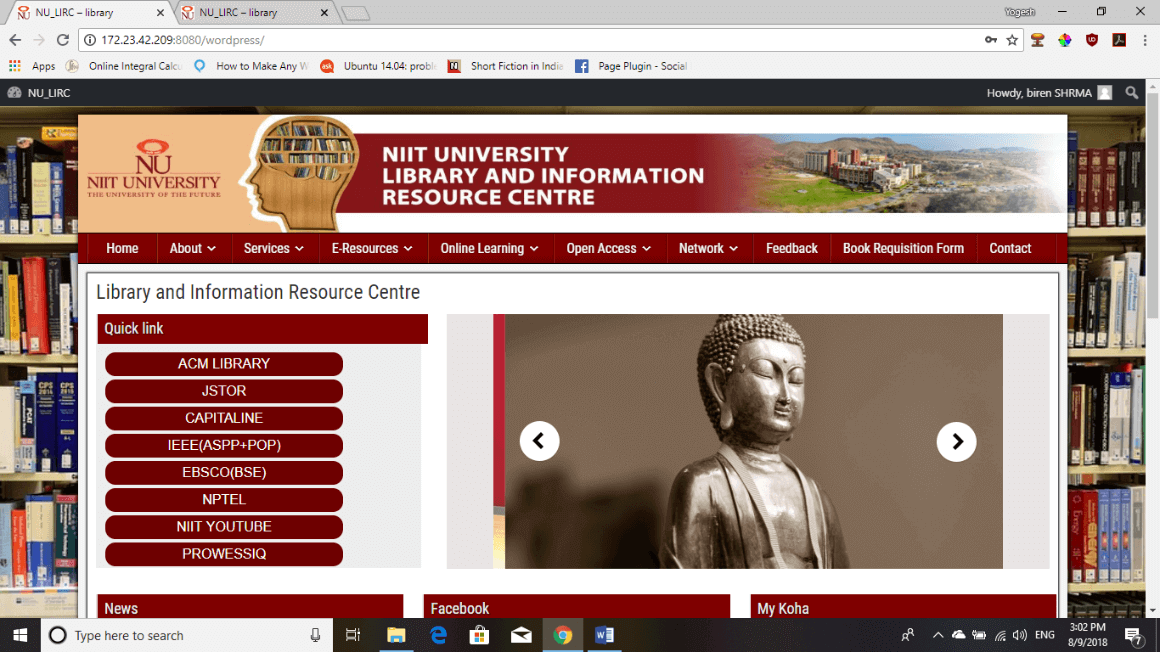 NU_LIRC – library
NU_LIRC – library
Yogesh
172.23.42.209:8080/wordpress/
Apps
Online Integral Calcu
How to Make Any W
Ubuntu 14.04: probl
Short Fiction in India
Page Plugin - Social
NU_LIRC
Howdy, biren SHRMA
NU
NIIT UNIVERSITY
THE UNIVERSITY OF THE FUTURE
NIIT UNIVERSITY
LIBRARY AND INFORMATION
RESOURCE CENTRE
Home About Services E-Resources Online Learning Open Access Network Feedback Book Requisition Form Contact
Library and Information Resource Centre
Quick link
ACM LIBRARY
JSTOR
CAPITALINE
IEEE(ASPP+POP)
EBSCO(BSE)
NPTEL
NIIT YOUTUBE
PROWESSIQ
News
Facebook
My Koha
Type here to search
ENG
3:02 PM
8/9/2018
7